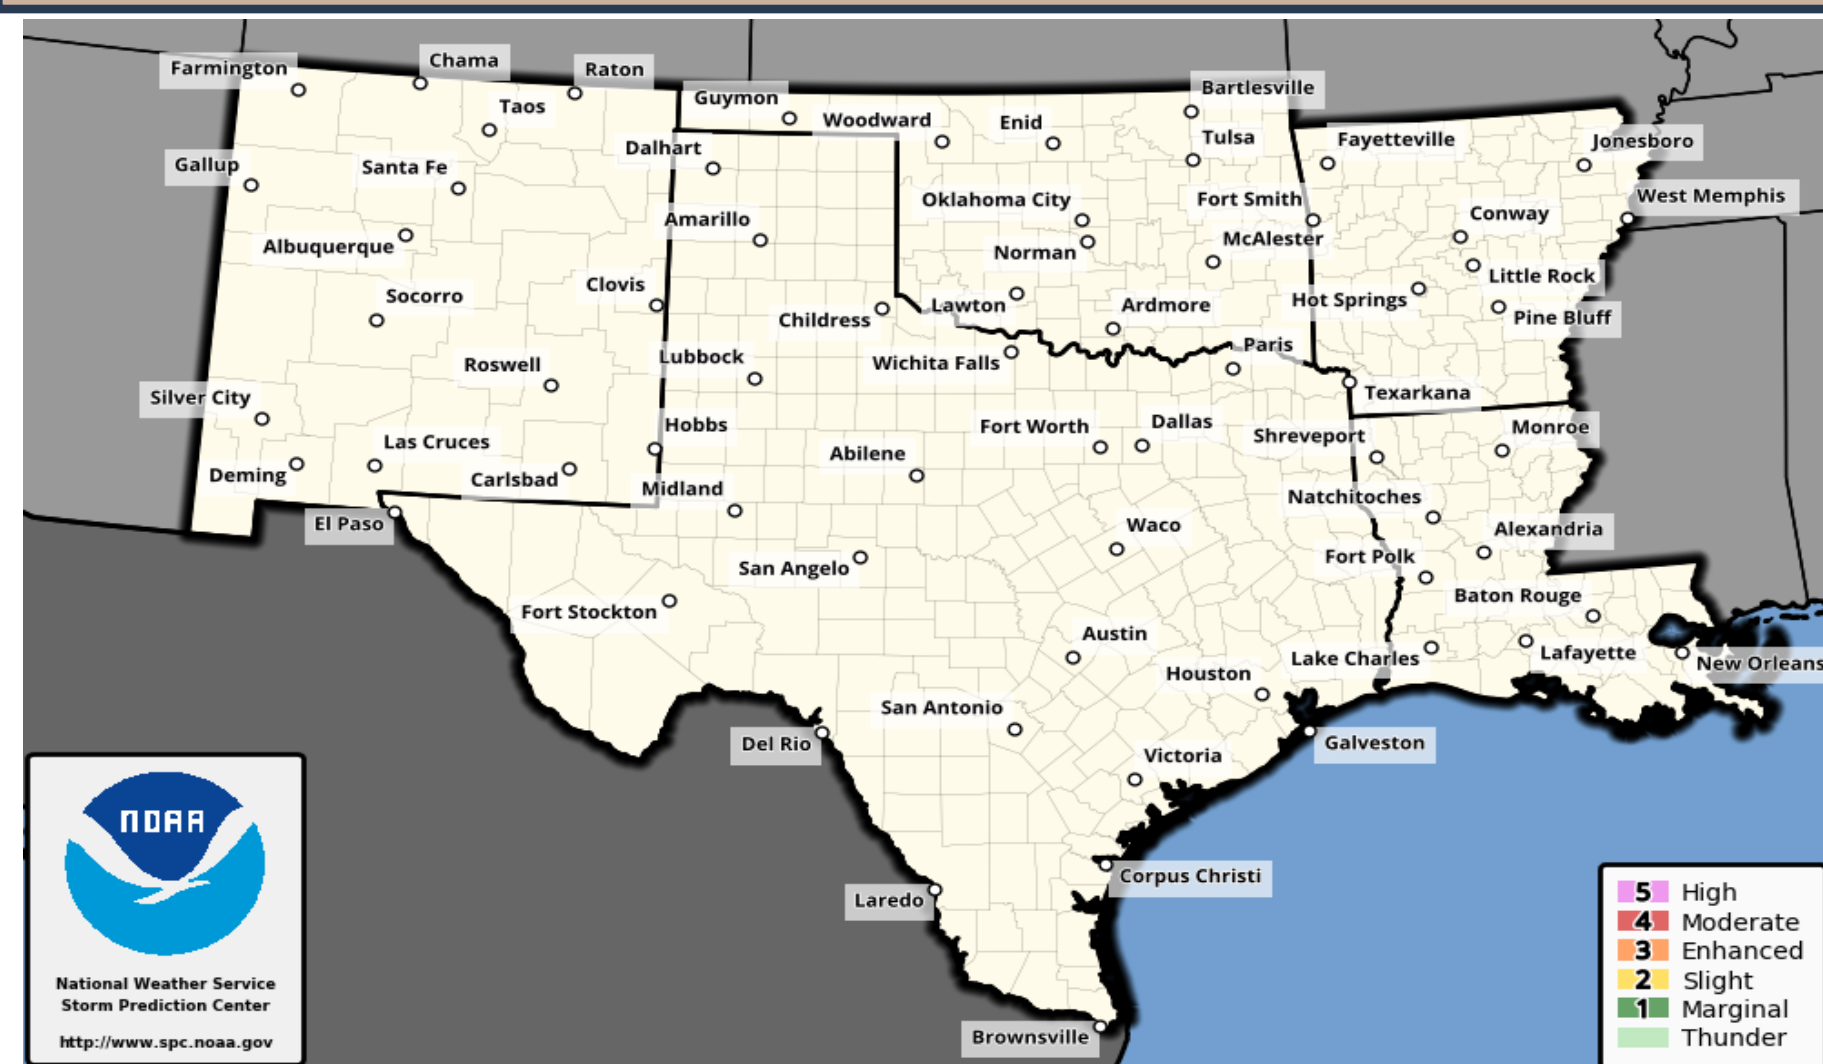 Chama
Farmington
Raton
Bartlesville
Guymon
Taos
Woodward
Enid
Tulsa
Fayetteville
Jonesboro
Dalhart
Gallup
Santa Fe
West Memphis
Oklahoma City
Fort Smith
Conway
Amarillo
McAlester
Albuquerque
Norman
Little Rock
Clovis
Socorro
Hot Springs
Lawton
Ardmore
Pine Bluff
Childress
Paris
Lubbock
Wichita Falls
Roswell
Texarkana
Silver City
Hobbs
Fort Worth
Dallas
Monroe
Shreveport
Las Cruces
Abilene
Deming
Carlsbad
Midland
Natchitoches
El Paso
Waco
Alexandria
Fort Polk
San Angelo
Baton Rouge
Fort Stockton
Austin
Lafayette
Lake Charles
New Orleans
Houston
San Antonio
Del Rio
Galveston
Victoria
Corpus Christi
Laredo
Brownsville
NOAA
National Weather Service
Storm Prediction Center
http://www.spc.noaa.gov
5 High
4 Moderate
3 Enhanced
2 Slight
1 Marginal
Thunder